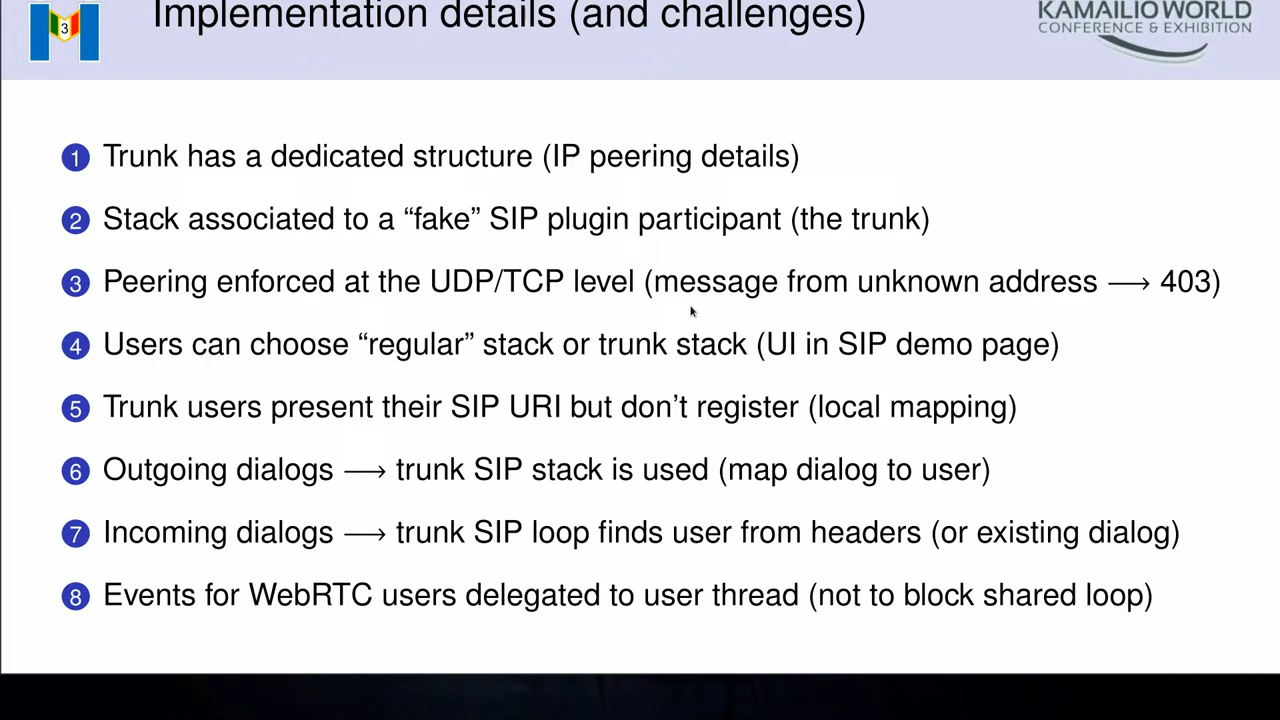 3
Implementation details (and challenges)
KAMAILIO WORLD
CONFERENCE & EXHIBITION
1 Trunk has a dedicated structure (IP peering details)
2 Stack associated to a “fake” SIP plugin participant (the trunk)
3 Peering enforced at the UDP/TCP level (message from unknown address ⟶ 403)
4 Users can choose “regular” stack or trunk stack (UI in SIP demo page)
5 Trunk users present their SIP URI but don’t register (local mapping)
6 Outgoing dialogs ⟶ trunk SIP stack is used (map dialog to user)
7 Incoming dialogs ⟶ trunk SIP loop finds user from headers (or existing dialog)
8 Events for WebRTC users delegated to user thread (not to block shared loop)